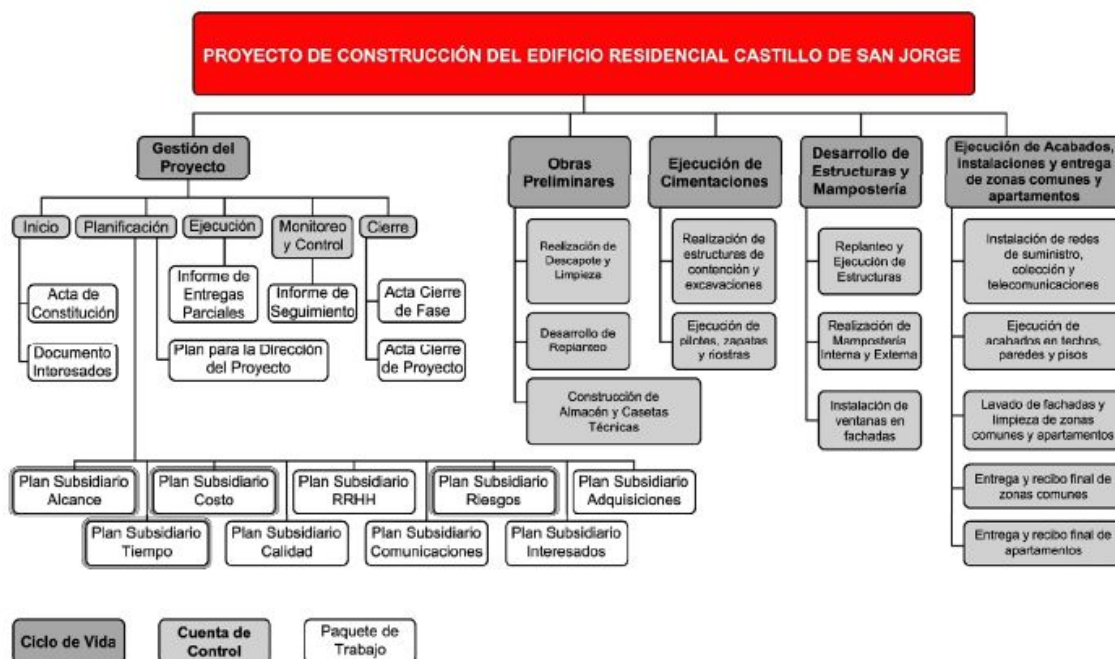 PROYECTO DE CONSTRUCCIÓN DEL EDIFICIO RESIDENCIAL CASTILLO DE SAN JORGE
Gestión del
Proyecto
Obras
Preliminares
Ejecución de
Cimentaciones
Desarrollo de
Estructuras y
Mampostería
Ejecución de Acabados,
instalaciones y entrega
de zonas comunes y
apartamentos
Inicio
Planificación
Ejecución
Monitoreo
y Control
Cierre
Acta de
Constitución
Documento
Interesados
Informe de
Entregas
Parciales
Plan para la Dirección
del Proyecto
Informe de
Seguimiento
Acta Cierre
de Fase
Acta Cierre
de Proyecto
Realización de
Descapote y
Limpieza
Desarrollo de
Replanteo
Construcción de
Almacén y Casetas
Técnicas
Realización de
estructuras de
contención y
excavaciones
Ejecución de
pilotes, zapatas
y riostras
Replanteo y
Ejecución de
Estructuras
Realización de
Mampostería
Interna y Externa
Instalación de
ventanas en
fachadas
Instalación de redes
de suministro,
colección y
telecomunicaciones
Ejecución de
acabados en techos,
paredes y pisos
Lavado de fachadas y
limpieza de zonas
comunes y apartamentos
Entrega y recibo final de
zonas comunes
Entrega y recibo final de
apartamentos
Plan Subsidiario
Alcance
Plan Subsidiario
Costo
Plan Subsidiario
RRHH
Plan Subsidiario
Riesgos
Plan Subsidiario
Adquisiciones
Plan Subsidiario
Tiempo
Plan Subsidiario
Calidad
Plan Subsidiario
Comunicaciones
Plan Subsidiario
Interesados
Ciclo de Vida
Cuenta de
Control
Paquete de
Trabajo